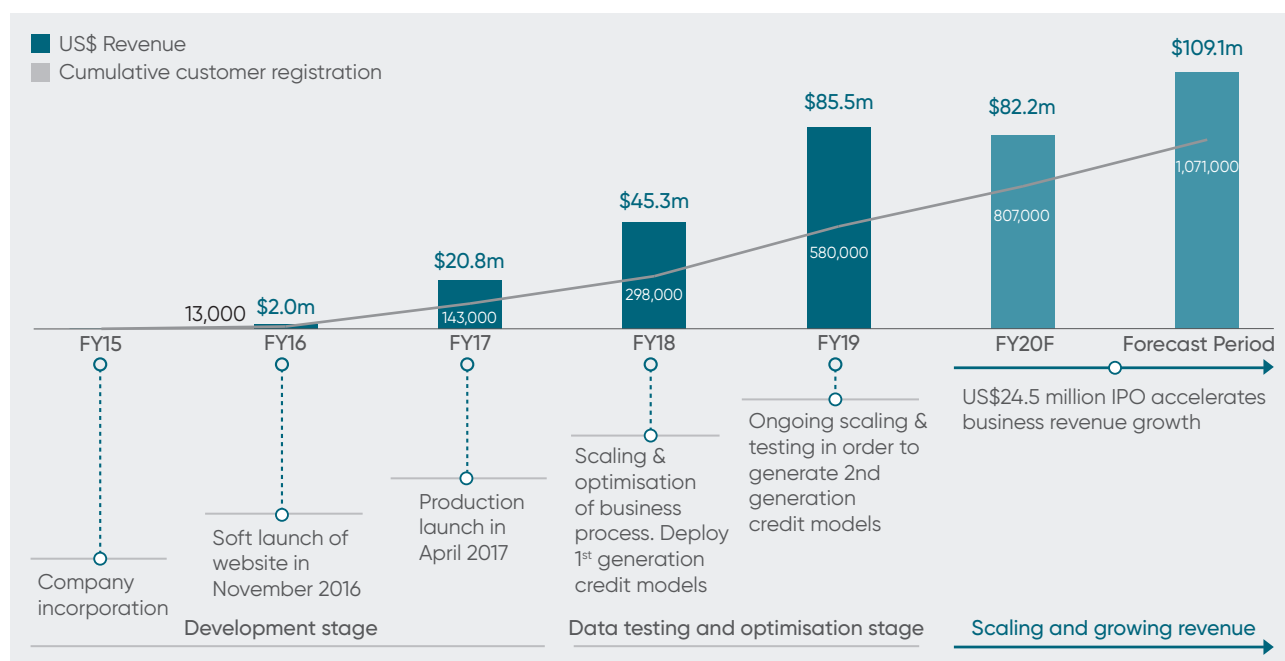 US$ Revenue
Cumulative customer registration
$109.1m
$85.5m
$82.2m
1,071,000
$45.3m
807,000
580,000
$20.8m
298,000
13,000
$2.0m
143,000
FY15
FY16
FY17
FY18
FY19
FY20F
Forecast Period
US$24.5 million IPO accelerates
business revenue growth
Ongoing scaling &
testing in order to
generate 2nd
generation
credit models
Scaling &
optimisation
of business
process. Deploy
1st generation
credit models
Production
launch in
April 2017
Soft launch of
website in
November 2016
Company
incorporation
Development stage
Data testing and optimisation stage
Scaling and growing revenue